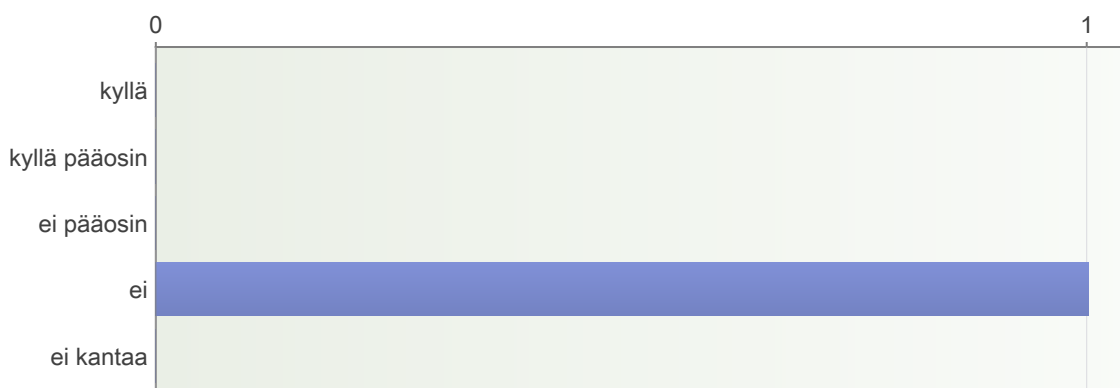 0 1
kyllä
kyllä pääosin
ei pääosin
ei
ei kantaa